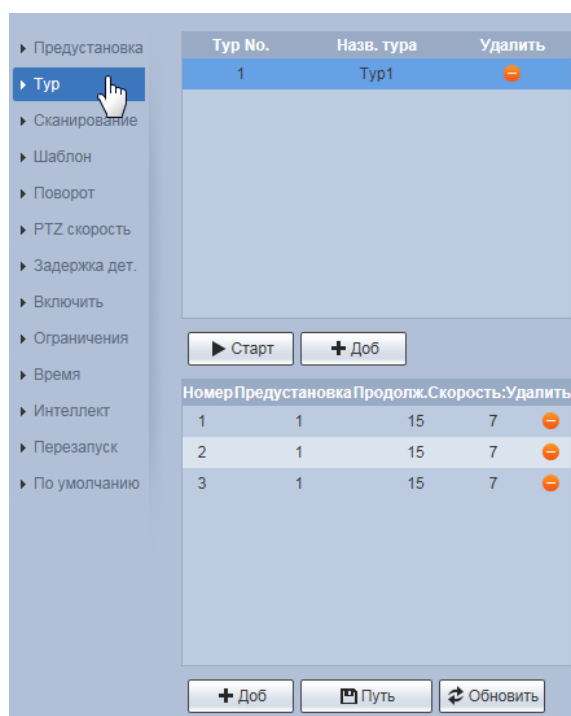 Предустановка
Тур
Сканирование
Шаблон
Поворот
PTZ скорость
Задержка дет.
Включить
Ограничения
Время
Интеллект
Перезапуск
По умолчанию
Тур No. Назв. тура Удалить
1 Тур1
Старт Доб
Номер Предустановка Продолж. Скорость: Удалить
1 1 15 7
2 1 15 7
3 1 15 7
Доб Путь Обновить